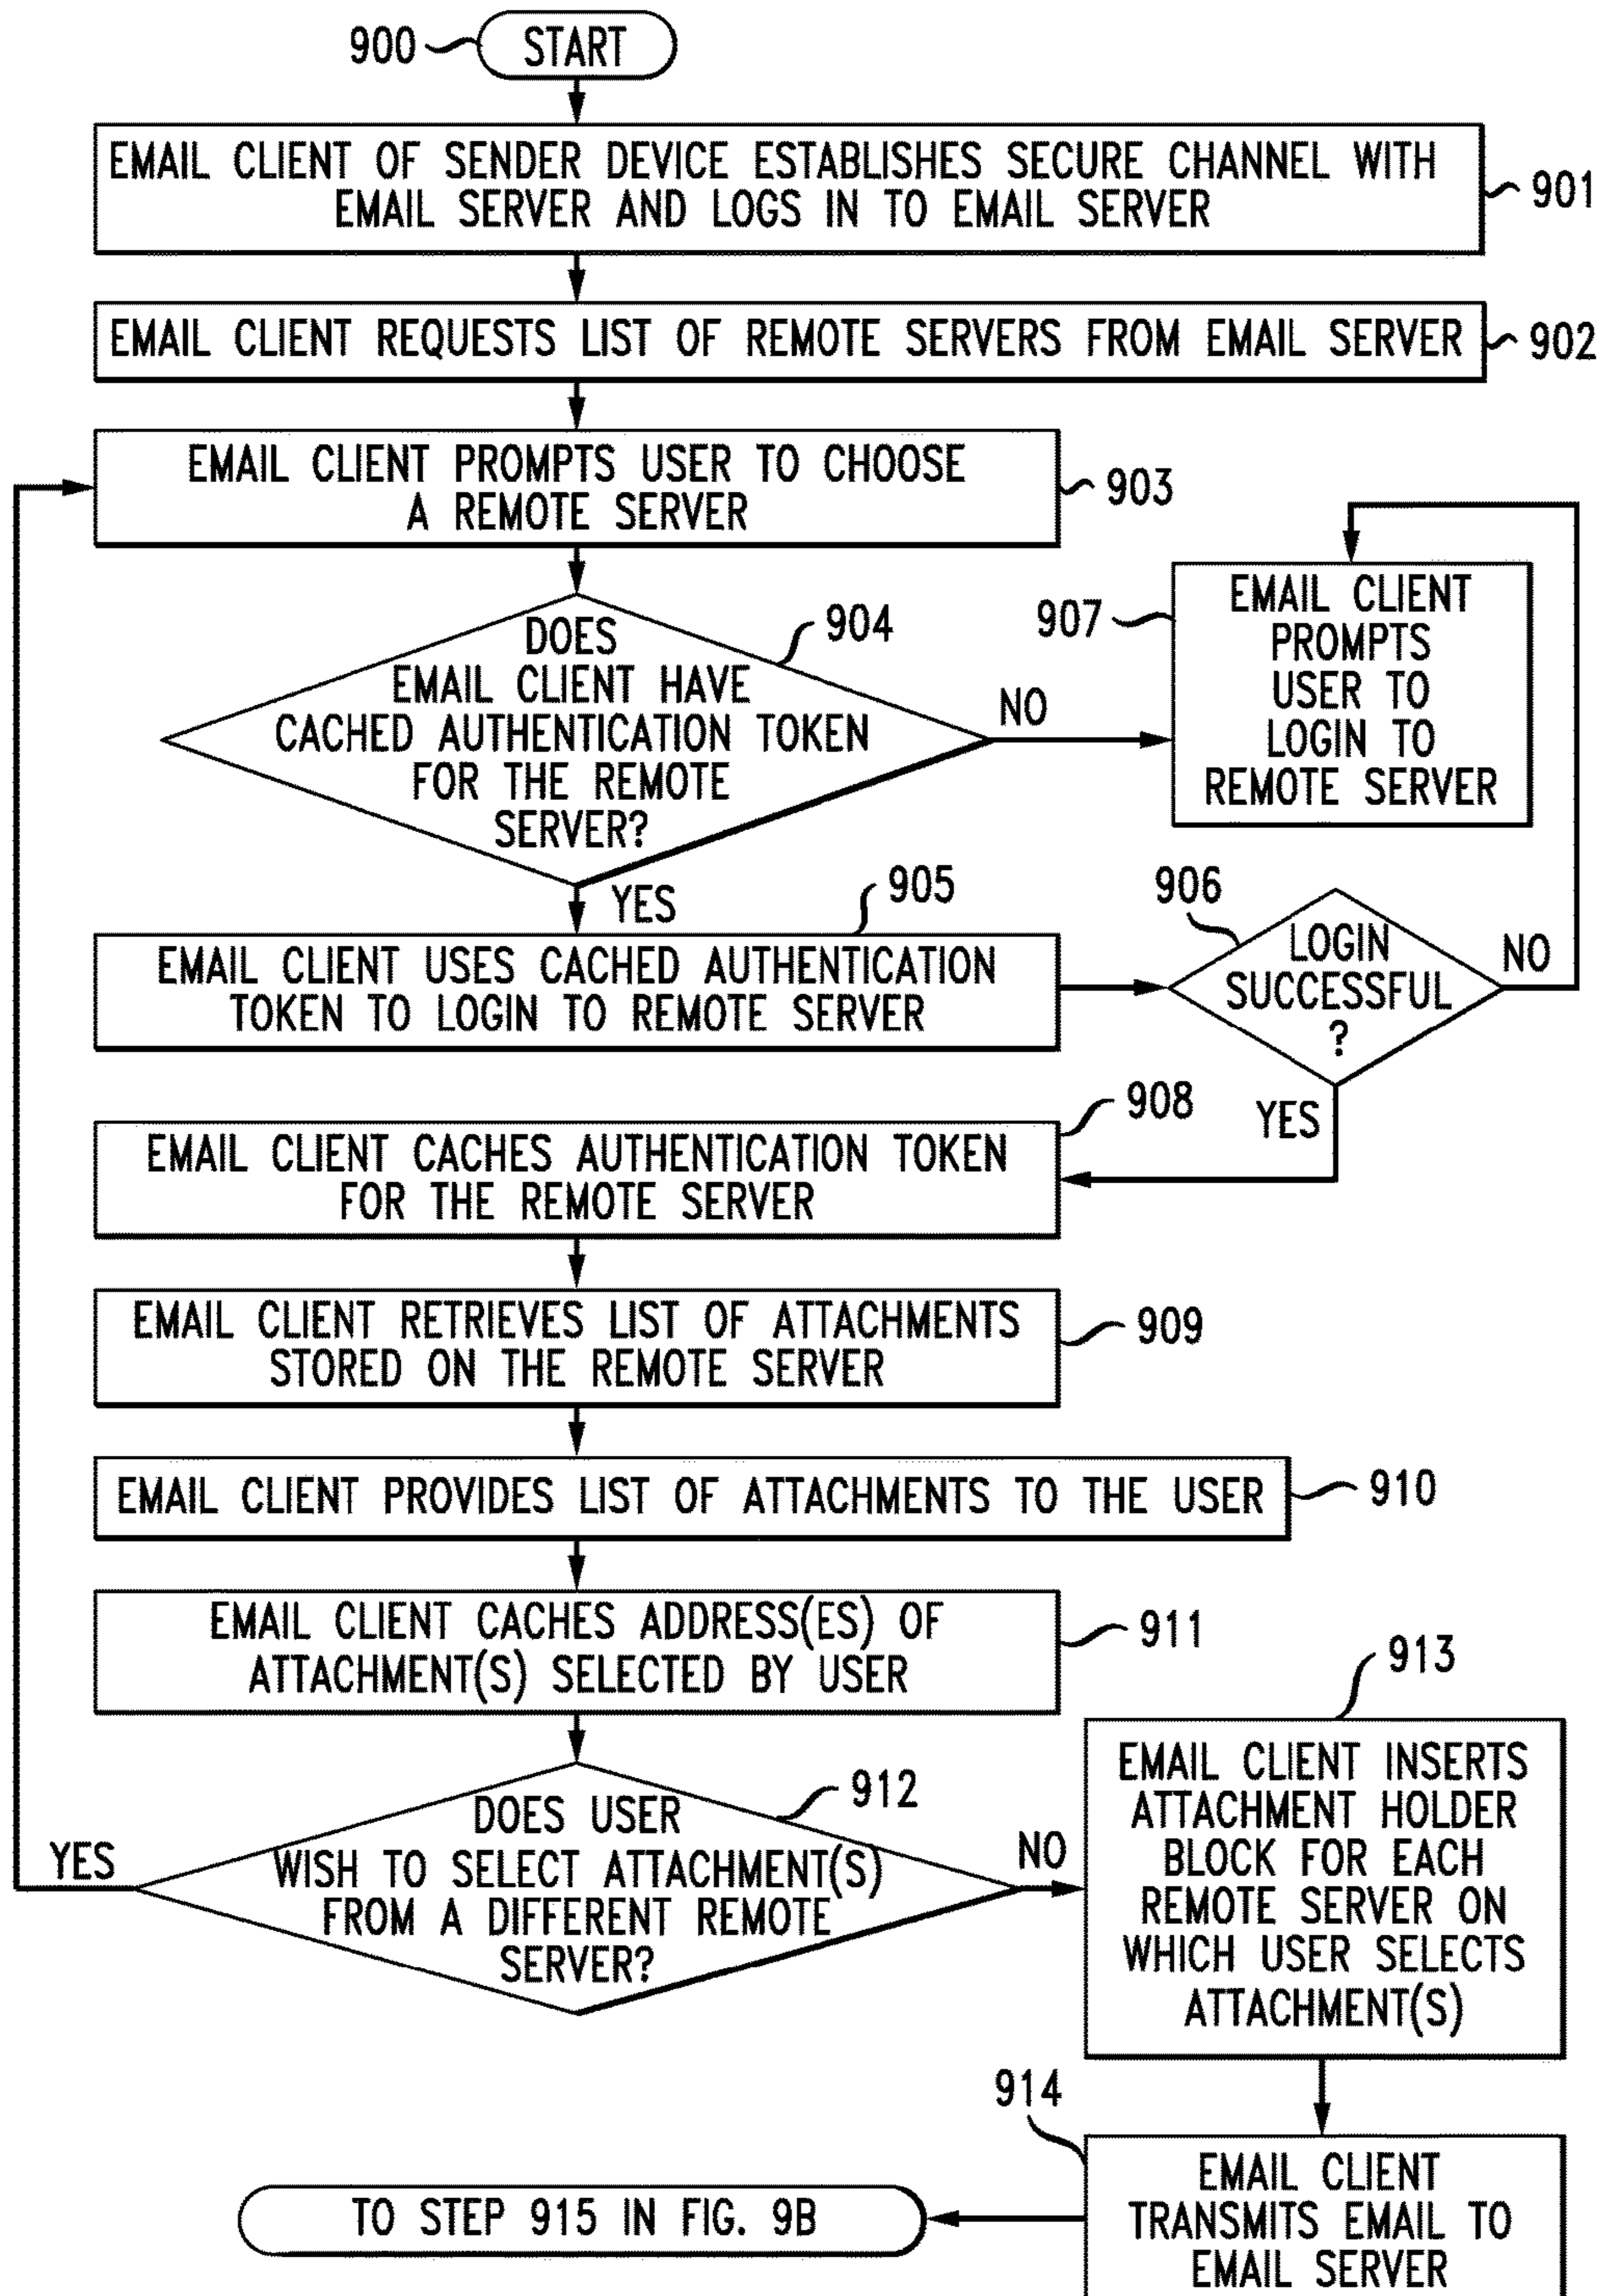 900
START
EMAIL CLIENT OF SENDER DEVICE ESTABLISHES SECURE CHANNEL WITH
EMAIL SERVER AND LOGS IN TO EMAIL SERVER
901
EMAIL CLIENT REQUESTS LIST OF REMOTE SERVERS FROM EMAIL SERVER
902
EMAIL CLIENT PROMPTS USER TO CHOOSE
A REMOTE SERVER
903
DOES
EMAIL CLIENT HAVE
CACHED AUTHENTICATION TOKEN
FOR THE REMOTE
SERVER?
904
NO
YES
907
EMAIL CLIENT
PROMPTS
USER TO
LOGIN TO
REMOTE SERVER
905
EMAIL CLIENT USES CACHED AUTHENTICATION
TOKEN TO LOGIN TO REMOTE SERVER
906
LOGIN
SUCCESSFUL
?
NO
YES
908
EMAIL CLIENT CACHES AUTHENTICATION TOKEN
FOR THE REMOTE SERVER
EMAIL CLIENT RETRIEVES LIST OF ATTACHMENTS
STORED ON THE REMOTE SERVER
909
EMAIL CLIENT PROVIDES LIST OF ATTACHMENTS TO THE USER
910
EMAIL CLIENT CACHES ADDRESS(ES) OF
ATTACHMENT(S) SELECTED BY USER
911
DOES USER
WISH TO SELECT ATTACHMENT(S)
FROM A DIFFERENT REMOTE
SERVER?
912
YES
NO
913
EMAIL CLIENT INSERTS
ATTACHMENT HOLDER
BLOCK FOR EACH
REMOTE SERVER ON
WHICH USER SELECTS
ATTACHMENT(S)
914
EMAIL CLIENT
TRANSMITS EMAIL TO
EMAIL SERVER
TO STEP 915 IN FIG. 9B